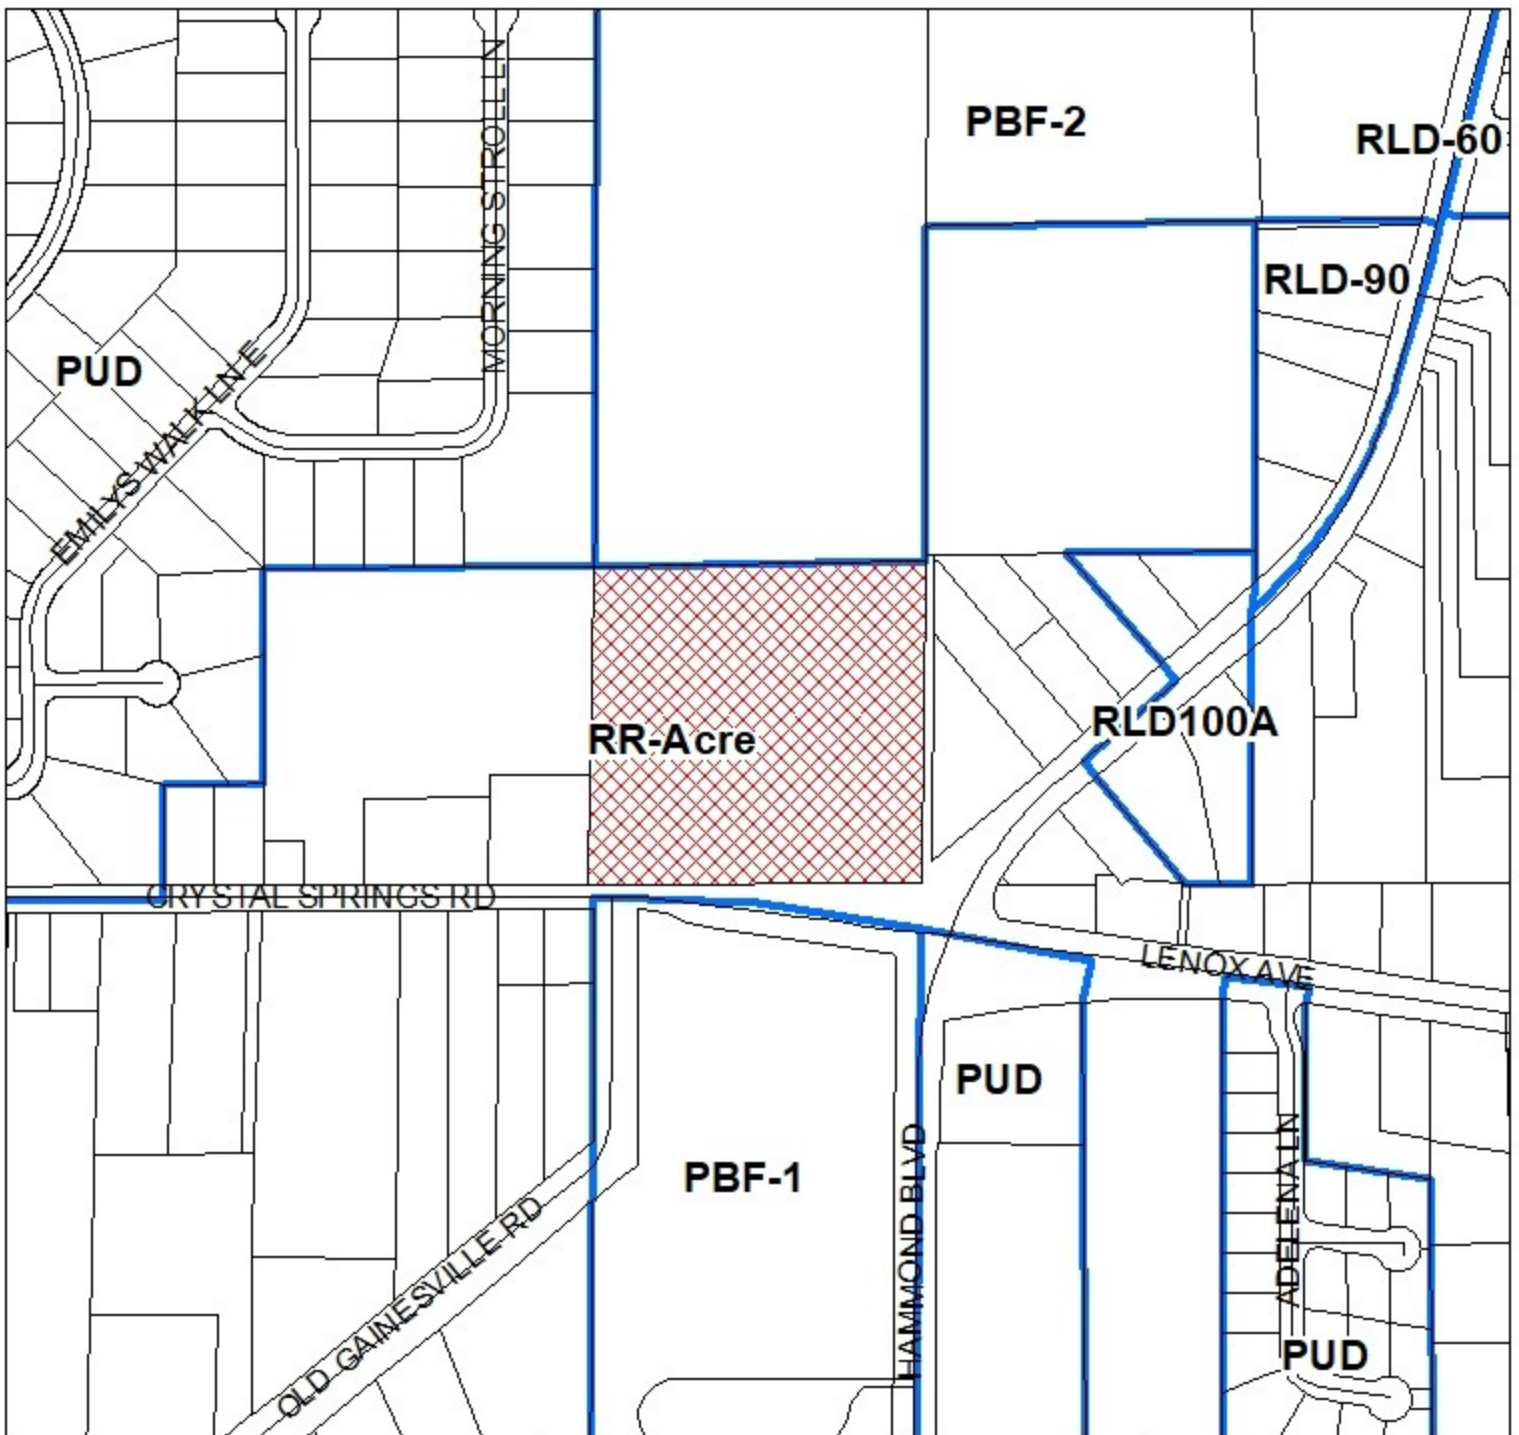 PBF-2
RLD-60
MORNING STROLL LN
RLD-90
PUD
EMILYS WALK LN E
RLD100A
RR-Acre
CRYSTAL SPRINGS RD
LENOX AVE
PUD
PBF-1
HAMMOND BLVD
ADELENA LN
OLD GAINESVILLE RD
PUD